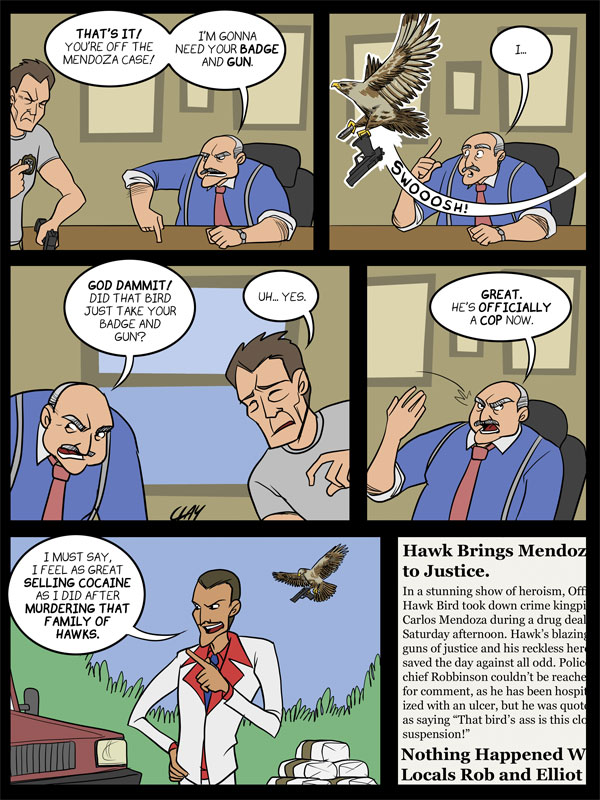 THAT'S IT!
YOU'RE OFF THE
MENDOZA CASE!
I'M GONNA
NEED YOUR BADGE
AND GUN.
I...
SWOOOSH!
GOD DAMMIT!
DID THAT BIRD
JUST TAKE YOUR
BADGE AND
GUN?
UH... YES.
CLAY
GREAT.
HE'S OFFICIALLY
A COP NOW.
I MUST SAY,
I FEEL AS GREAT
SELLING COCAINE
AS I DID AFTER
MURDERING THAT
FAMILY OF
HAWKS.
Hawk Brings Mendoz
to Justice.
In a stunning show of heroism, Offi
Hawk Bird took down crime kingpi
Carlos Mendoza during a drug deal
Saturday afternoon. Hawk's blazing
guns of justice and his reckless hero
saved the day against all odd. Police
chief Robbinson couldn't be reache
for comment, as he has been hospit
ized with an ulcer, but he was quote
as saying "That bird's ass is this clo
suspension!"
Nothing Happened W
Locals Rob and Elliot